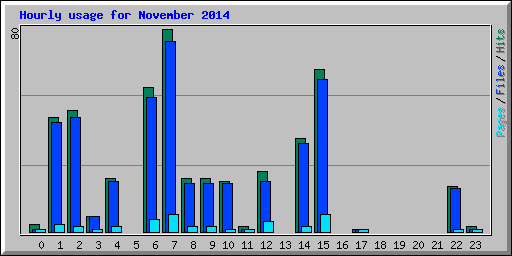 Hourly usage for November 2014
80
Pages / Files / Hits
0 1 2 3 4 5 6 7 8 9 10 11 12 13 14 15 16 17 18 19 20 21 22 23